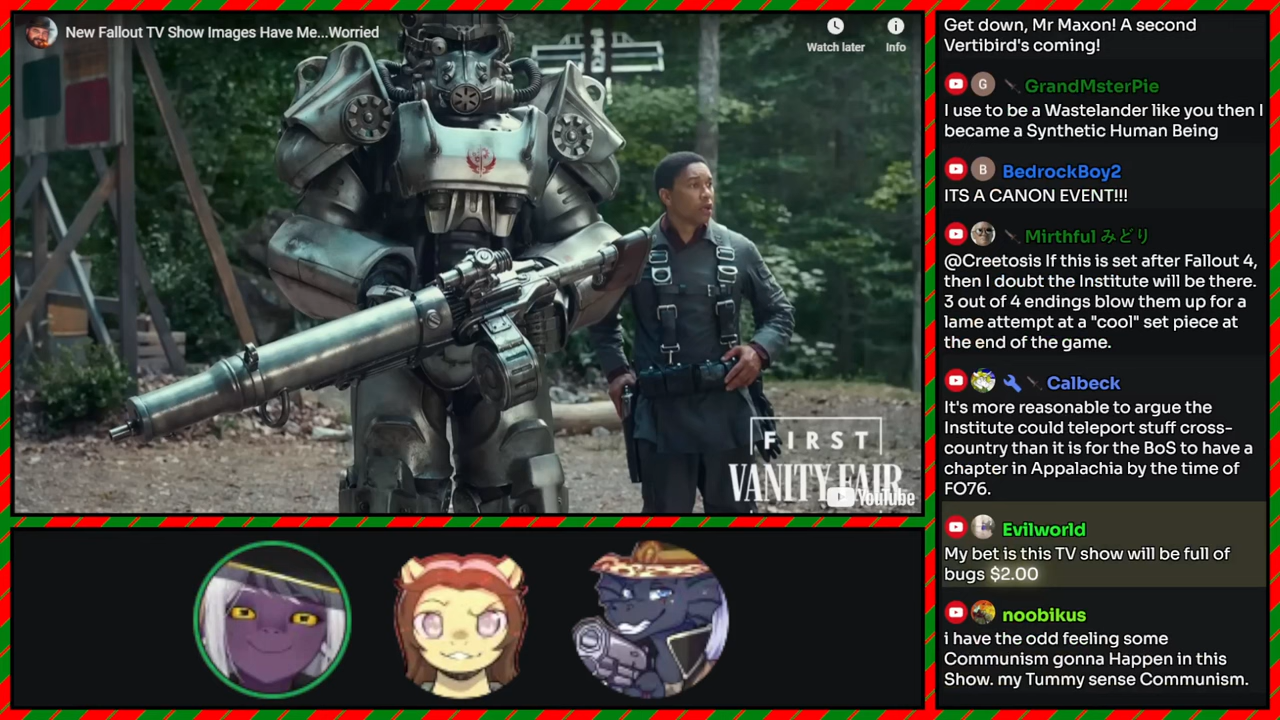 New Fallout TV Show Images Have Me...Worried
Watch later
Info
FIRST
VANITY FAIR
YouTube
Get down, Mr Maxon! A second
Vertibird's coming!
G
GrandMsterPie
I use to be a Wastelander like you then I
became a Synthetic Human Being
B
BedrockBoy2
ITS A CANON EVENT!!!
Mirthful みどり
@Creetosis If this is set after Fallout 4,
then I doubt the Institute will be there.
3 out of 4 endings blow them up for a
lame attempt at a "cool" set piece at
the end of the game.
Calbeck
It's more reasonable to argue the
Institute could teleport stuff cross-
country than it is for the BoS to have a
chapter in Appalachia by the time of
FO76.
Evilworld
My bet is this TV show will be full of
bugs $2.00
noobikus
i have the odd feeling some
Communism gonna Happen in this
Show. my Tummy sense Communism.